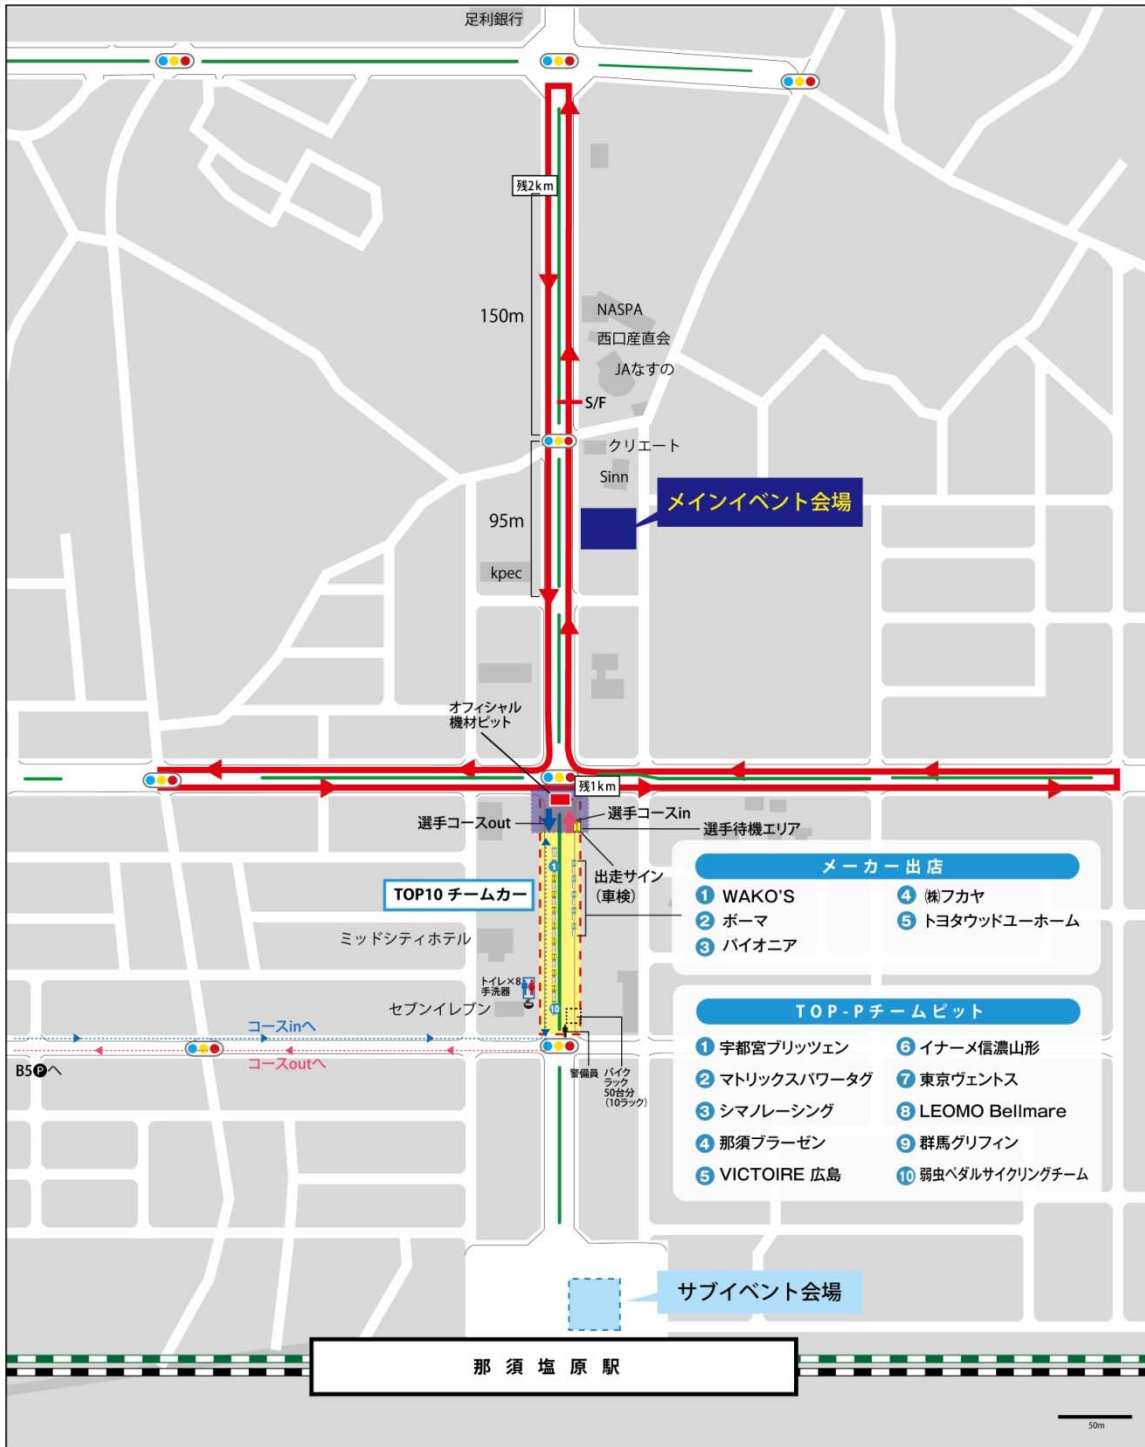 足利銀行
残2km
150m
NASPA
西口産直会
JAなすの
S/F
クリエート
Sinn
メインイベント会場
95m
kpec
オフィシャル
機材ピット
残1km
選手コースout
選手コースin
選手待機エリア
出走サイン
(車検)
TOP10 チームカー
1
10
ミッドシティホテル
トイレ×8
手洗器
セブンイレブン
コースinへ
コースoutへ
B5Pへ
警備員
バイク
ラック
50台分
(10ラック)
メーカー出店
1 WAKO'S
2 ボーマ
3 パイオニア
4 ㈱フカヤ
5 トヨタウッドユーホーム
TOP-Pチームピット
1 宇都宮ブリッツェン
2 マトリックスパワータグ
3 シマノレーシング
4 那須ブラーゼン
5 VICTOIRE 広島
6 イナーメ信濃山形
7 東京ヴェントス
8 LEOMO Bellmare
9 群馬グリフィン
10 弱虫ペダルサイクリングチーム
サブイベント会場
那須塩原駅
50m